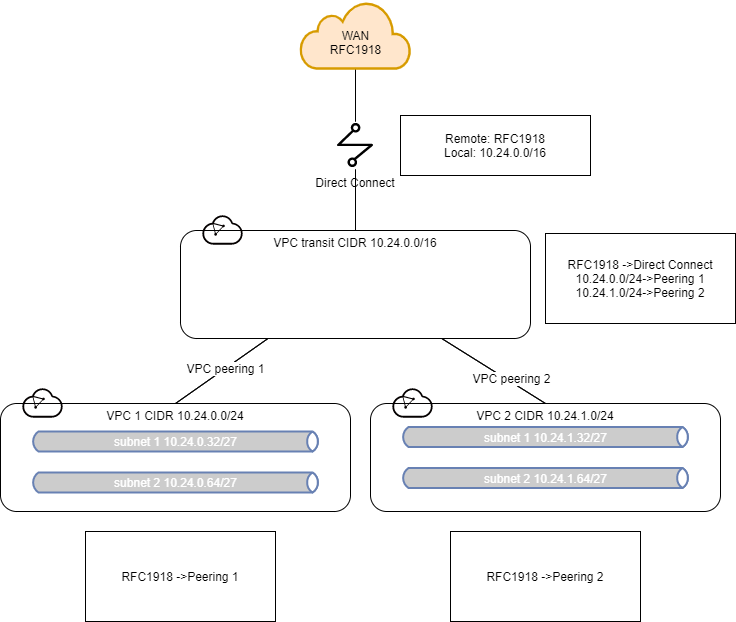 WAN
RFC1918
Remote: RFC1918
Local: 10.24.0.0/16
Direct Connect
VPC transit CIDR 10.24.0.0/16
RFC1918 ->Direct Connect
10.24.0.0/24->Peering 1
10.24.1.0/24->Peering 2
VPC peering 1
VPC peering 2
VPC 1 CIDR 10.24.0.0/24
subnet 1 10.24.0.32/27
subnet 2 10.24.0.64/27
VPC 2 CIDR 10.24.1.0/24
subnet 1 10.24.1.32/27
subnet 2 10.24.1.64/27
RFC1918 ->Peering 1
RFC1918 ->Peering 2